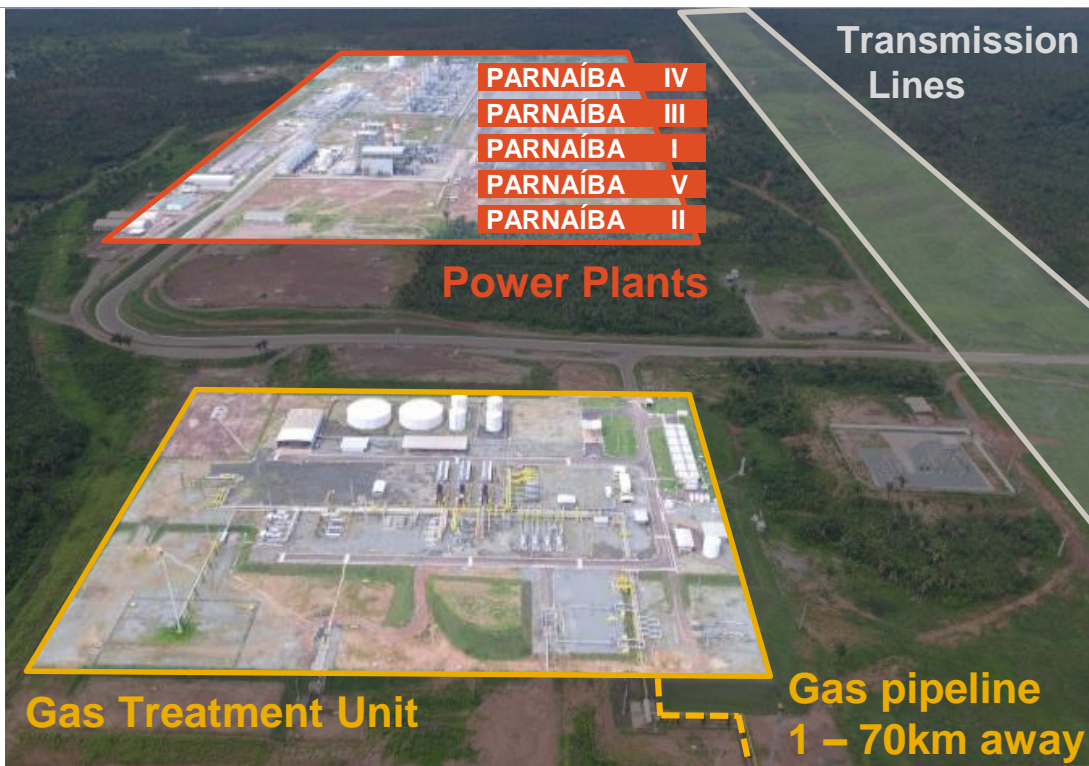 Transmission
Lines
PARNAÍBA IV
PARNAÍBA III
PARNAÍBA I
PARNAÍBA V
PARNAÍBA II
Power Plants
Gas Treatment Unit
Gas pipeline
1 – 70km away